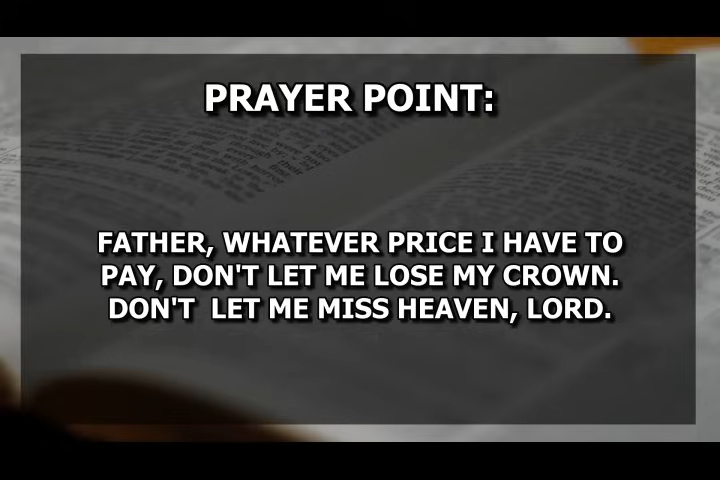 PRAYER POINT:
FATHER, WHATEVER PRICE I HAVE TO
PAY, DON'T LET ME LOSE MY CROWN.
DON'T  LET ME MISS HEAVEN, LORD.